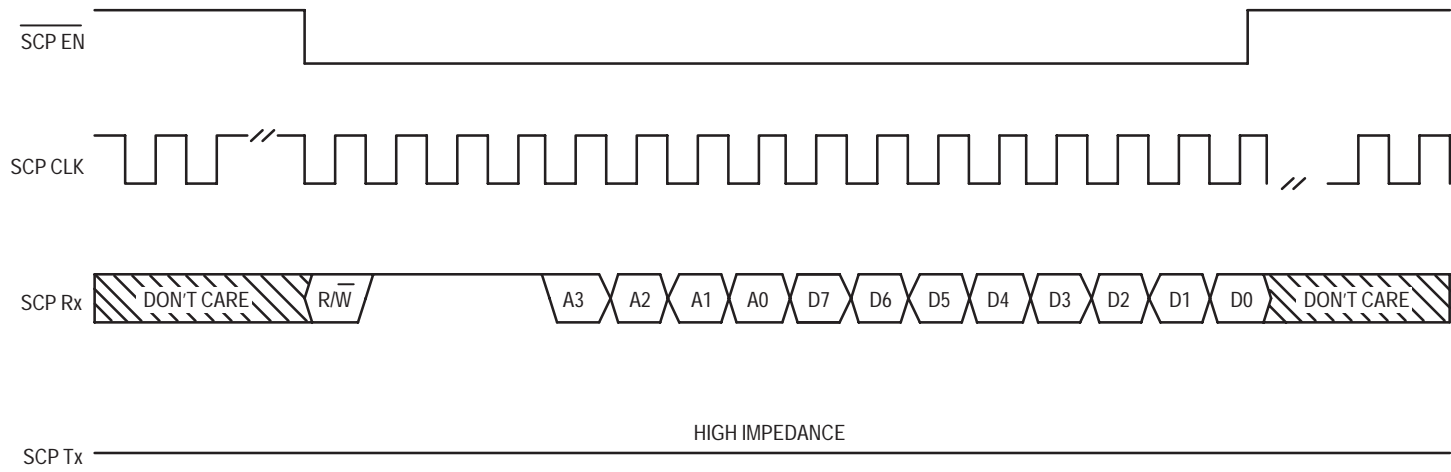 SCP EN
SCP CLK
SCP Rx DON'T CARE R/W A3 A2 A1 A0 D7 D6 D5 D4 D3 D2 D1 D0 DON'T CARE
HIGH IMPEDANCE
SCP Tx